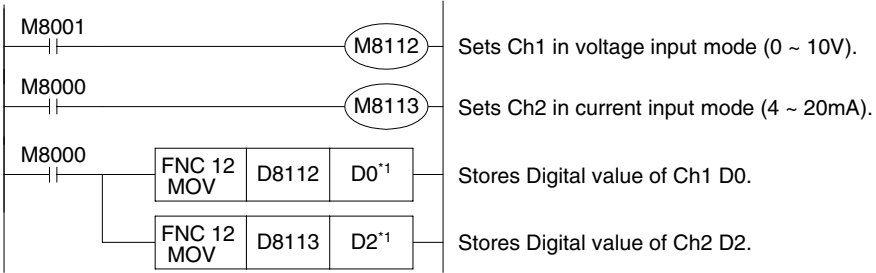 M8001
M8112 Sets Ch1 in voltage input mode (0 ~ 10V).
M8000
M8113 Sets Ch2 in current input mode (4 ~ 20mA).
M8000
FNC 12 MOV D8112 D0*1 Stores Digital value of Ch1 D0.
FNC 12 MOV D8113 D2*1 Stores Digital value of Ch2 D2.